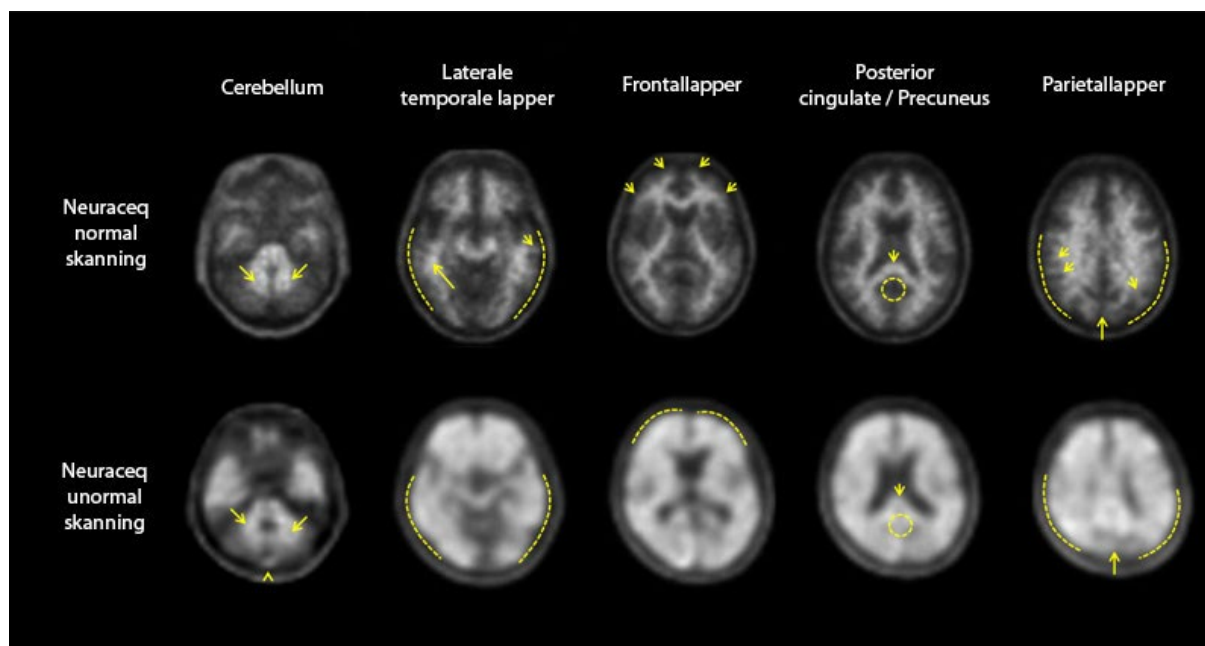 Cerebellum
Laterale
temporale lapper
Frontallapper
Posterior
cingulate / Precuneus
Parietallapper
Neuraceq
normal
skanning
Neuraceq
unormal
skanning